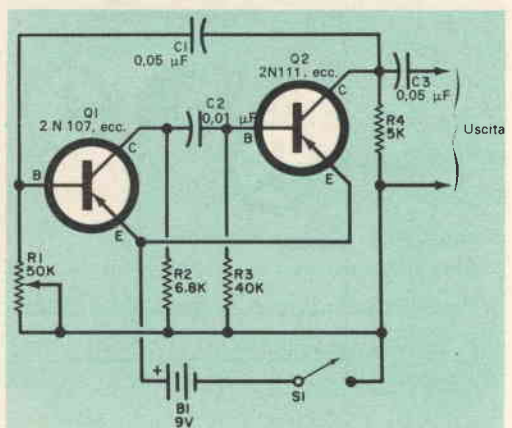 C1
0,05 µF
Q2
2N111, ecc.
C
C3
0,05 µF
Q1
2 N 107, ecc.
C2
0,01 µF
C
B
R4
5K
Uscita
B
E
E
R1
50K
R2
6.8K
R3
40K
+
B1
9V
S1